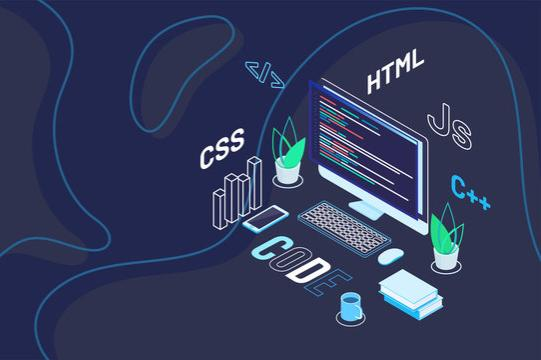 </>
HTML
Js
CSS
C++
CODE